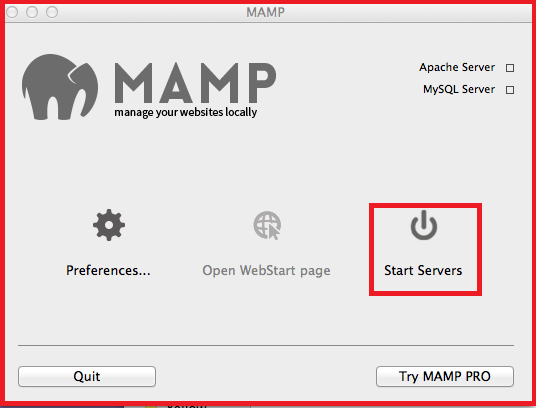 MAMP
MAMP
manage your websites locally
Apache Server
MySQL Server
Preferences...
Open WebStart page
Start Servers
Quit
Try MAMP PRO